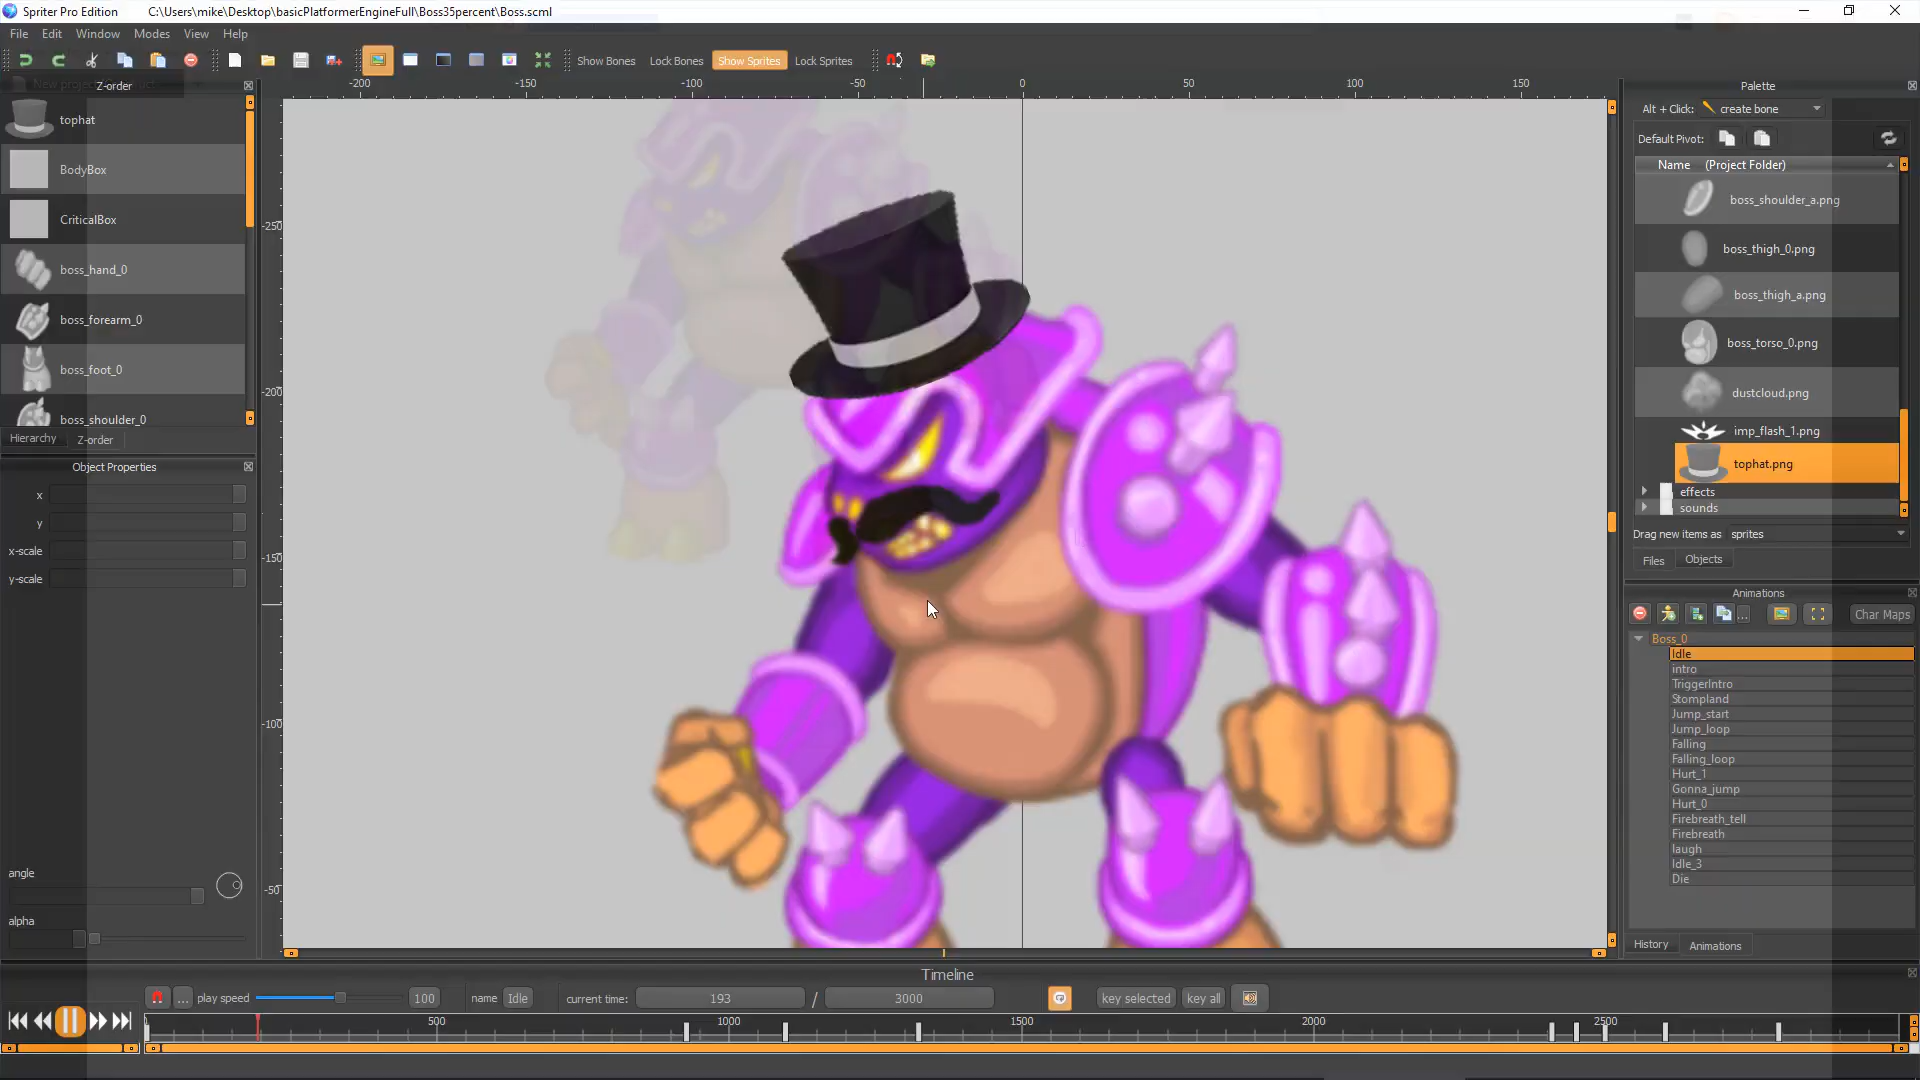 Spriter Pro Edition C:\Users\mike\Desktop\basicPlatformerEngineFull\Boss35percent\Boss.scml
File Edit Window Modes View Help
Show Bones Lock Bones Show Sprites Lock Sprites
Z-order
tophat
BodyBox
CriticalBox
boss_hand_0
boss_forearm_0
boss_foot_0
boss_shoulder_0
Hierarchy Z-order
Object Properties
x
y
x-scale
y-scale
angle
alpha
-200 -150 -100 -50 0 50 100 150
-250
-200
-150
-100
-50
Palette
Alt + Click: create bone
Default Pivot:
Name (Project Folder)
boss_shoulder_a.png
boss_thigh_0.png
boss_thigh_a.png
boss_torso_0.png
dustcloud.png
imp_flash_1.png
tophat.png
effects
sounds
Drag new items as sprites
Files Objects
Animations
... Char Maps
Boss_0
Idle
intro
TriggerIntro
Stompland
Jump_start
Jump_loop
Falling
Falling_loop
Hurt_1
Gonna_jump
Hurt_0
Firebreath_tell
Firebreath
laugh
Idle_3
Die
History Animations
Timeline
... play speed 100 name Idle current time: 193 / 3000 key selected key all
500 1000 1500 2000 2500